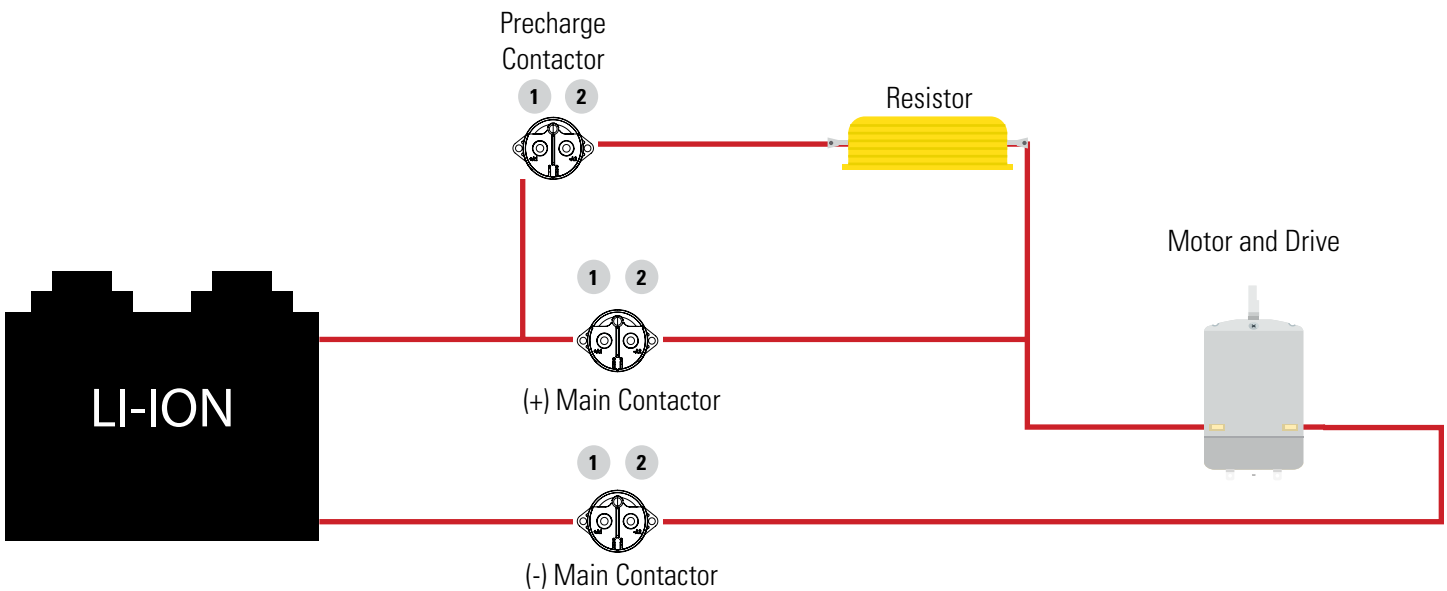 Precharge
Contactor
1 2
Resistor
Motor and Drive
1 2
LI-ION
(+) Main Contactor
1 2
(-) Main Contactor